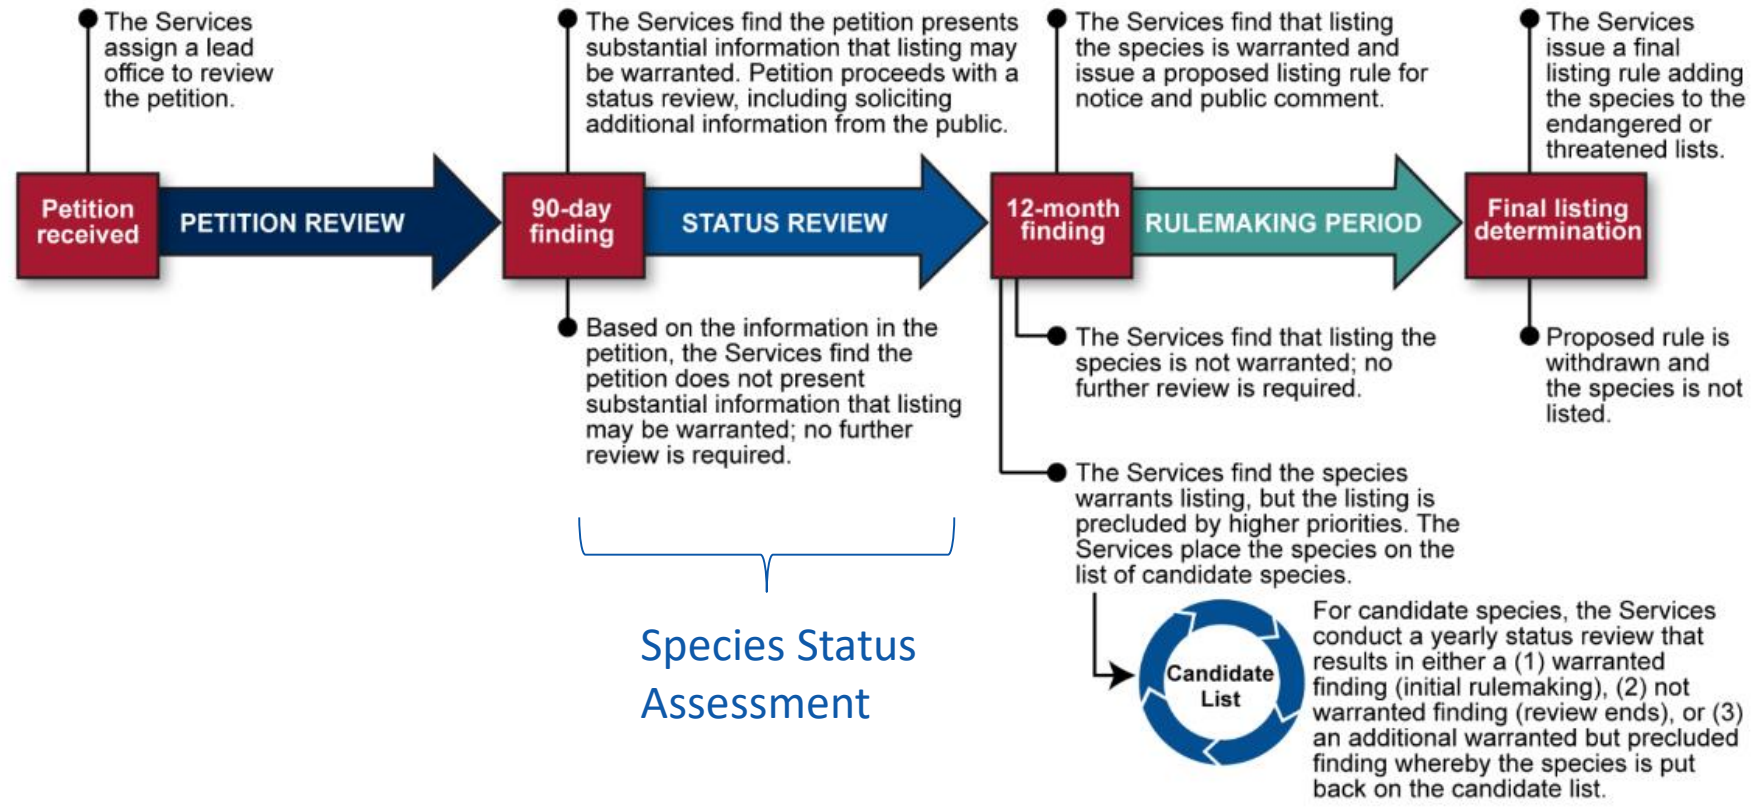 The Services
assign a lead
office to review
the petition.
The Services find the petition presents
substantial information that listing may
be warranted. Petition proceeds with a
status review, including soliciting
additional information from the public.
The Services find that listing
the species is warranted and
issue a proposed listing rule for
notice and public comment.
The Services
issue a final
listing rule adding
the species to the
endangered or
threatened lists.
Petition
received
PETITION REVIEW
90-day
finding
STATUS REVIEW
12-month
finding
RULEMAKING PERIOD
Final listing
determination
Based on the information in the
petition, the Services find the
petition does not present
substantial information that listing
may be warranted; no further
review is required.
The Services find that listing the
species is not warranted; no
further review is required.
Proposed rule is
withdrawn and
the species is not
listed.
The Services find the species
warrants listing, but the listing is
precluded by higher priorities. The
Services place the species on the
list of candidate species.
Species Status
Assessment
Candidate
List
For candidate species, the Services
conduct a yearly status review that
results in either a (1) warranted
finding (initial rulemaking), (2) not
warranted finding (review ends), or (3)
an additional warranted but precluded
finding whereby the species is put
back on the candidate list.